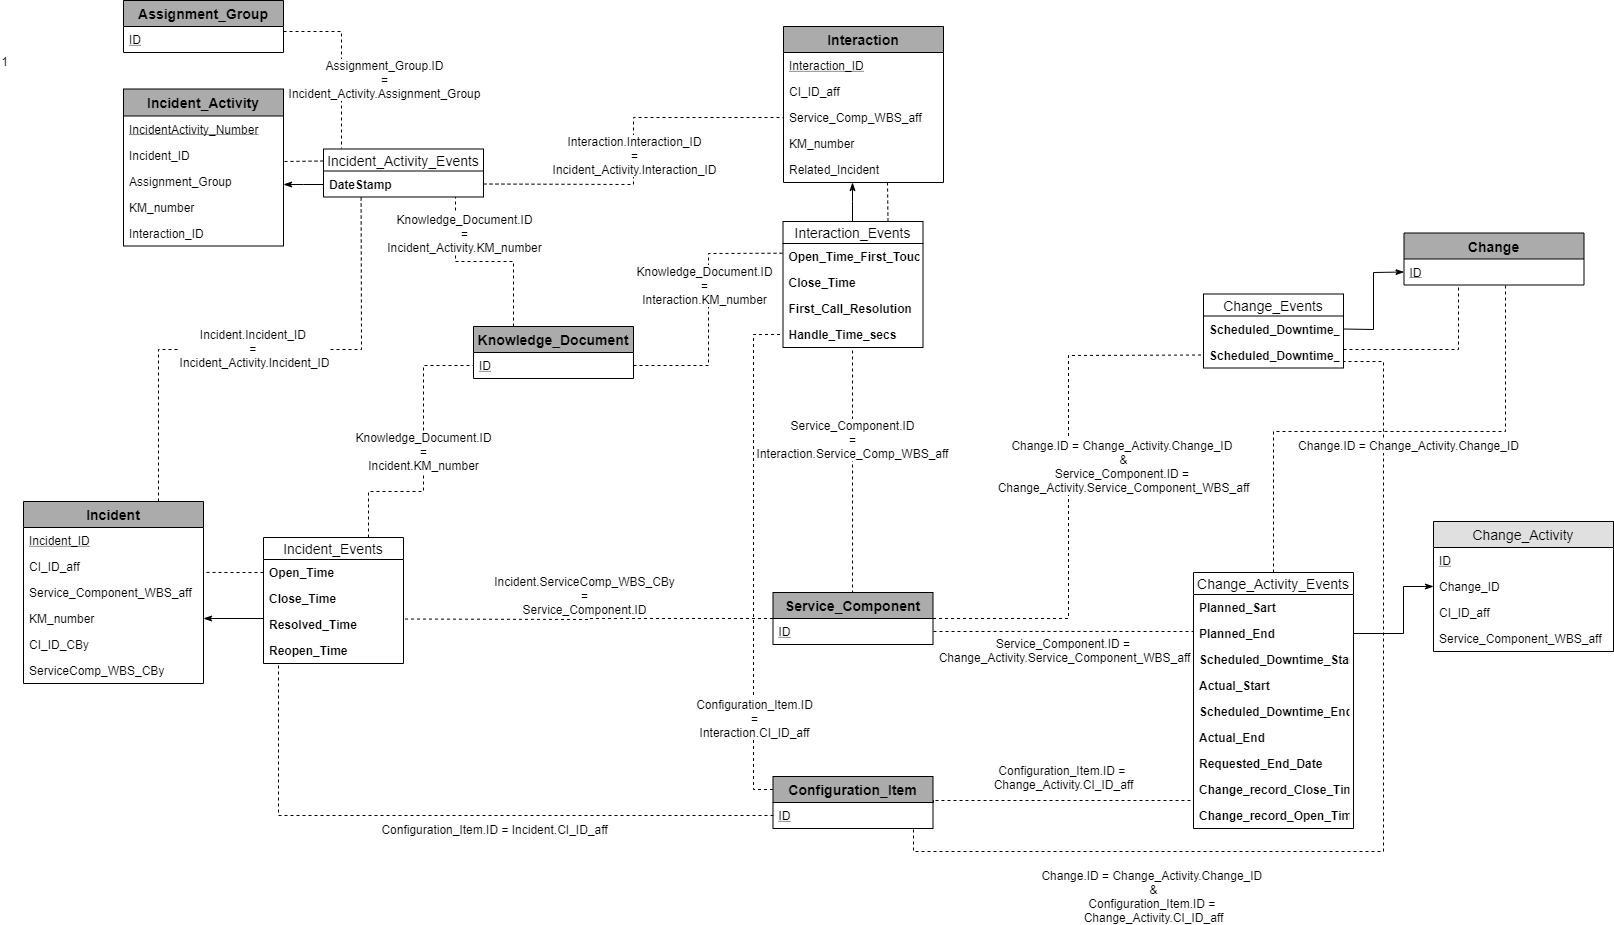 Assignment_Group
ID
1
Assignment_Group.ID
=
Incident_Activity.Assignment_Group
Incident_Activity
IncidentActivity_Number
Incident_ID
Assignment_Group
KM_number
Interaction_ID
Incident_Activity_Events
DateStamp
Interaction.Interaction_ID
=
Incident_Activity.Interaction_ID
Interaction
Interaction_ID
CI_ID_aff
Service_Comp_WBS_aff
KM_number
Related_Incident
Knowledge_Document.ID
=
Incident_Activity.KM_number
Interaction_Events
Open_Time_First_Touc
Close_Time
First_Call_Resolution
Handle_Time_secs
Knowledge_Document.ID
=
Interaction.KM_number
Change
ID
Change_Events
Scheduled_Downtime_
Scheduled_Downtime_
Incident.Incident_ID
=
Incident_Activity.Incident_ID
Knowledge_Document
ID
Knowledge_Document.ID
=
Incident.KM_number
Service_Component.ID
=
Interaction.Service_Comp_WBS_aff
Change.ID = Change_Activity.Change_ID
&
Service_Component.ID =
Change_Activity.Service_Component_WBS_aff
Change.ID = Change_Activity.Change_ID
Incident
Incident_ID
CI_ID_aff
Service_Component_WBS_aff
KM_number
CI_ID_CBy
ServiceComp_WBS_CBy
Incident_Events
Open_Time
Close_Time
Resolved_Time
Reopen_Time
Incident.ServiceComp_WBS_CBy
=
Service_Component.ID
Service_Component
ID
Service_Component.ID =
Change_Activity.Service_Component_WBS_aff
Change_Activity_Events
Planned_Sart
Planned_End
Scheduled_Downtime_Sta
Actual_Start
Scheduled_Downtime_End
Actual_End
Requested_End_Date
Change_record_Close_Tim
Change_record_Open_Tim
Change_Activity
ID
Change_ID
CI_ID_aff
Service_Component_WBS_aff
Configuration_Item.ID
=
Interaction.CI_ID_aff
Configuration_Item
ID
Configuration_Item.ID =
Change_Activity.CI_ID_aff
Configuration_Item.ID = Incident.CI_ID_aff
Change.ID = Change_Activity.Change_ID
&
Configuration_Item.ID =
Change_Activity.CI_ID_aff